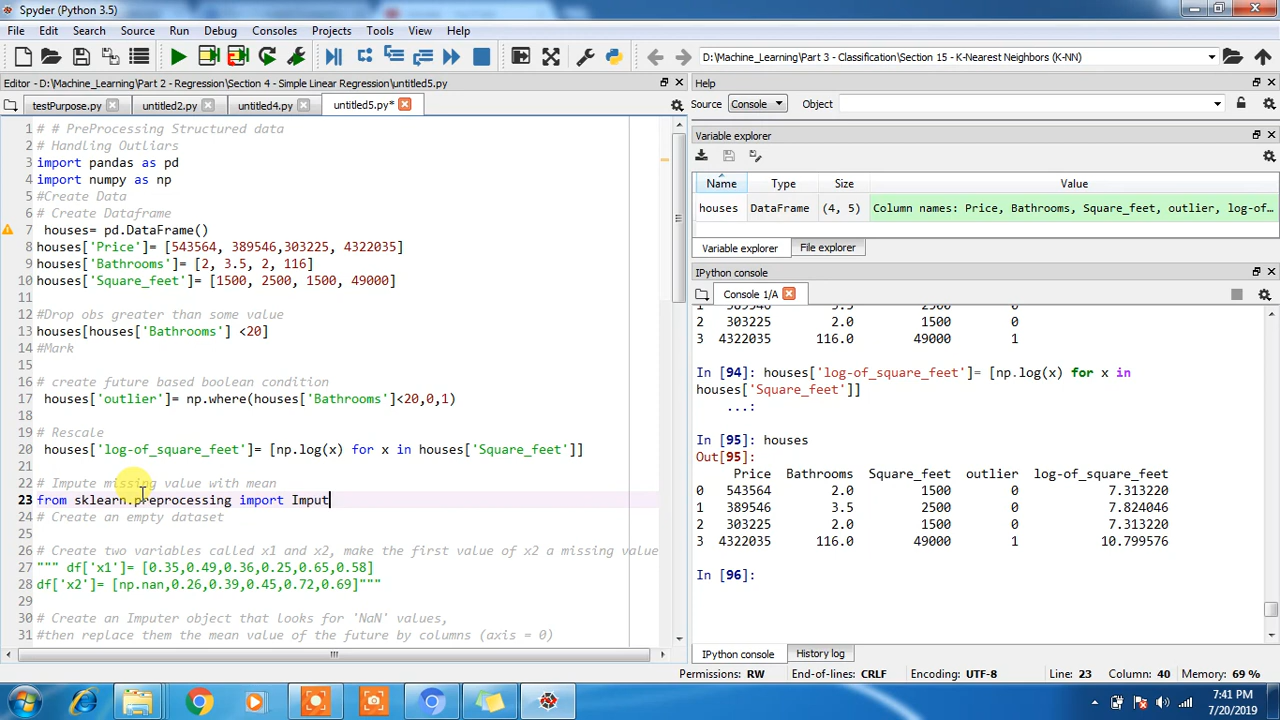 Spyder (Python 3.5)
File Edit Search Source Run Debug Consoles Projects Tools View Help
D:\Machine_Learning\Part 3 - Classification\Section 15 - K-Nearest Neighbors (K-NN)
Editor - D:\Machine_Learning\Part 2 - Regression\Section 4 - Simple Linear Regression\untitled5.py
testPurpose.py untitled2.py untitled4.py untitled5.py*
1 # # PreProcessing Structured data
2 # Handling Outliars
3 import pandas as pd
4 import numpy as np
5 #Create Data
6 # Create Dataframe
7 houses= pd.DataFrame()
8 houses['Price']= [543564, 389546,303225, 4322035]
9 houses['Bathrooms']= [2, 3.5, 2, 116]
10 houses['Square_feet']= [1500, 2500, 1500, 49000]
11
12 #Drop obs greater than some value
13 houses[houses['Bathrooms'] <20]
14 #Mark
15
16 # create future based boolean condition
17 houses['outlier']= np.where(houses['Bathrooms']<20,0,1)
18
19 # Rescale
20 houses['log-of_square_feet']= [np.log(x) for x in houses['Square_feet']]
21
22 # Impute missing value with mean
23 from sklearn.preprocessing import Imput
24 # Create an empty dataset
25
26 # Create two variables called x1 and x2, make the first value of x2 a missing value
27 """ df['x1']= [0.35,0.49,0.36,0.25,0.65,0.58]
28 df['x2']= [np.nan,0.26,0.39,0.45,0.72,0.69]"""
29
30 # Create an Imputer object that looks for 'NaN' values,
31 #then replace them the mean value of the future by columns (axis = 0)
Help
Source Console Object
Variable explorer
Name Type Size Value
houses DataFrame (4, 5) Column names: Price, Bathrooms, Square_feet, outlier, log-of…
Variable explorer File explorer
IPython console
Console 1/A
1 389546 3.5 2500 0
2 303225 2.0 1500 0
3 4322035 116.0 49000 1
In [94]: houses['log-of_square_feet']= [np.log(x) for x in
houses['Square_feet']]
...:
In [95]: houses
Out[95]:
Price Bathrooms Square_feet outlier log-of_square_feet
0 543564 2.0 1500 0 7.313220
1 389546 3.5 2500 0 7.824046
2 303225 2.0 1500 0 7.313220
3 4322035 116.0 49000 1 10.799576
In [96]:
IPython console History log
Permissions: RW End-of-lines: CRLF Encoding: UTF-8 Line: 23 Column: 40 Memory: 69 %
7:41 PM
7/20/2019